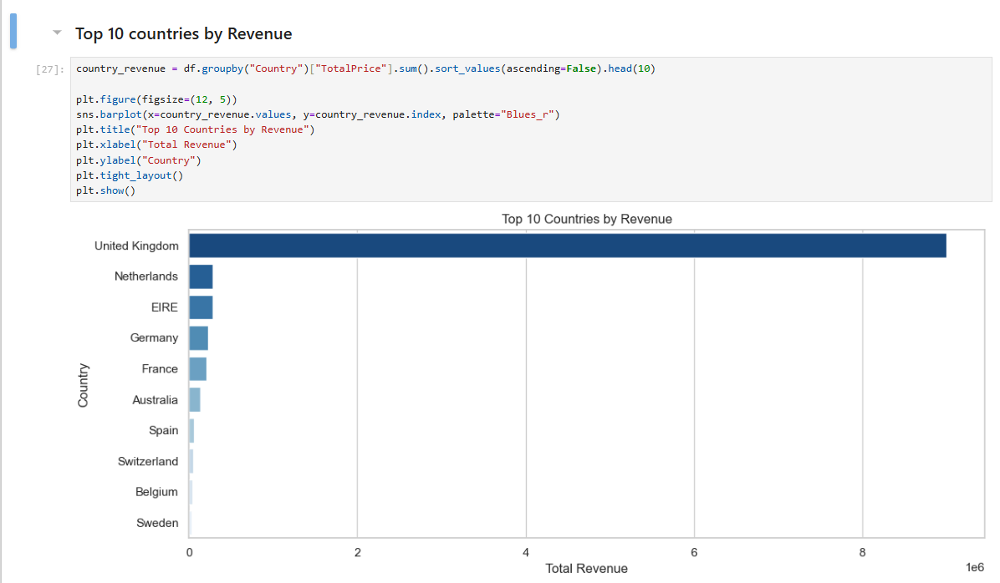 Top 10 countries by Revenue
[27]:
country_revenue = df.groupby("Country")["TotalPrice"].sum().sort_values(ascending=False).head(10)
plt.figure(figsize=(12, 5))
sns.barplot(x=country_revenue.values, y=country_revenue.index, palette="Blues_r")
plt.title("Top 10 Countries by Revenue")
plt.xlabel("Total Revenue")
plt.ylabel("Country")
plt.tight_layout()
plt.show()
Top 10 Countries by Revenue
United Kingdom
Netherlands
EIRE
Germany
France
Australia
Spain
Switzerland
Belgium
Sweden
Country
0 2 4 6 8
1e6
Total Revenue